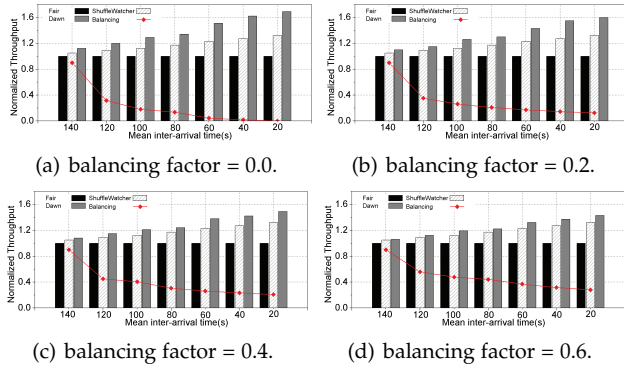 Fair ShuffleWatcher
Dawn Balancing
Normalized Throughput
1.6
1.2
0.8
0.4
0.0
140 120 100 80 60 40 20
Mean inter-arrival time(s)
(a) balancing factor = 0.0.
Fair ShuffleWatcher
Dawn Balancing
Normalized Throughput
1.6
1.2
0.8
0.4
0.0
140 120 100 80 60 40 20
Mean inter-arrival time(s)
(b) balancing factor = 0.2.
Fair ShuffleWatcher
Dawn Balancing
Normalized Throughput
1.6
1.2
0.8
0.4
0.0
140 120 100 80 60 40 20
Mean inter-arrival time(s)
(c) balancing factor = 0.4.
Fair ShuffleWatcher
Dawn Balancing
Normalized Throughput
1.6
1.2
0.8
0.4
0.0
140 120 100 80 60 40 20
Mean inter-arrival time(s)
(d) balancing factor = 0.6.